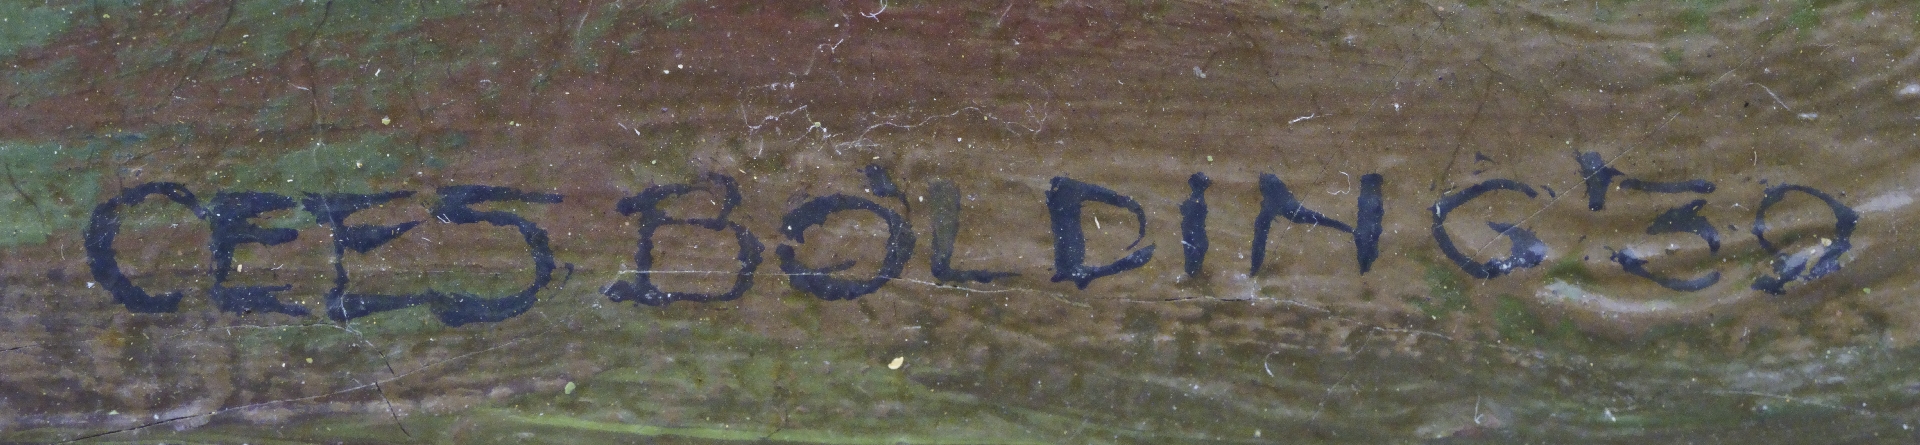 CEES BOLDING '39